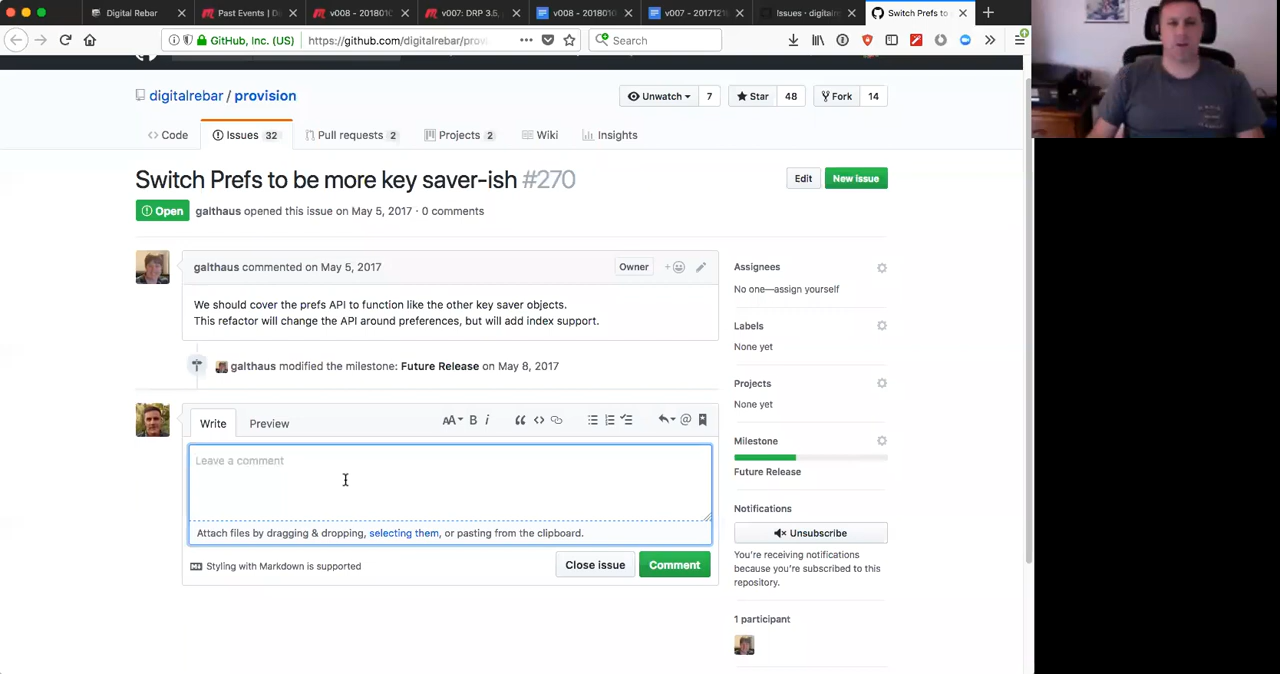 Digital Rebar
Past Events | D
v008 - 2018010
v007: DRP 3.5,
v008 - 2018010
v007 - 2017121
Issues · digitalre
Switch Prefs to
GitHub, Inc. (US)
https://github.com/digitalrebar/provi
Search
digitalrebar / provision
Unwatch 7
Star 48
Fork 14
Code
Issues 32
Pull requests 2
Projects 2
Wiki
Insights
Switch Prefs to be more key saver-ish #270
Edit
New issue
Open
galthaus opened this issue on May 5, 2017 · 0 comments
galthaus commented on May 5, 2017
Owner
We should cover the prefs API to function like the other key saver objects.
This refactor will change the API around preferences, but will add index support.
galthaus modified the milestone: Future Release on May 8, 2017
Write
Preview
AA B i
Leave a comment
Attach files by dragging & dropping, selecting them, or pasting from the clipboard.
Styling with Markdown is supported
Close issue
Comment
Assignees
No one—assign yourself
Labels
None yet
Projects
None yet
Milestone
Future Release
Notifications
Unsubscribe
You're receiving notifications
because you're subscribed to this
repository.
1 participant